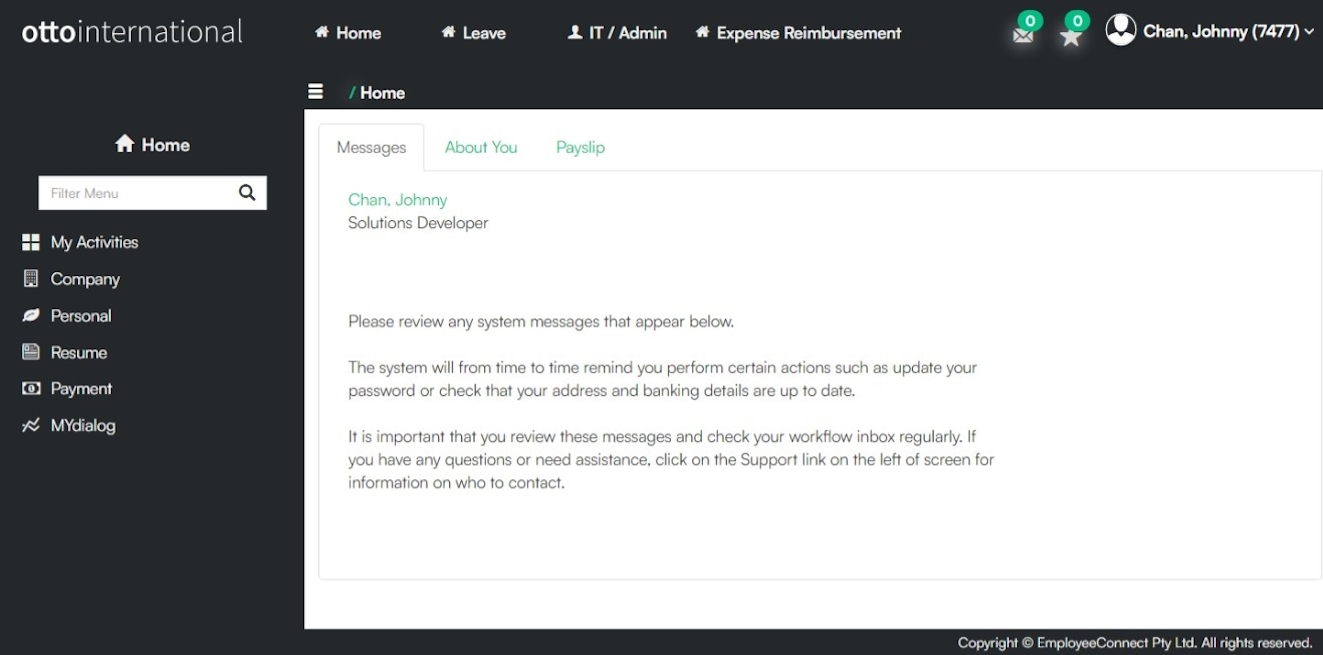 ottointernational
Home
Leave
IT / Admin
Expense Reimbursement
0
0
Chan, Johnny (7477)
/ Home
Home
Filter Menu
My Activities
Company
Personal
Resume
Payment
MYdialog
Messages
About You
Payslip
Chan, Johnny
Solutions Developer
Please review any system messages that appear below.
The system will from time to time remind you perform certain actions such as update your
password or check that your address and banking details are up to date.
It is important that you review these messages and check your workflow inbox regularly. If
you have any questions or need assistance, click on the Support link on the left of screen for
information on who to contact.
Copyright © EmployeeConnect Pty Ltd. All rights reserved.